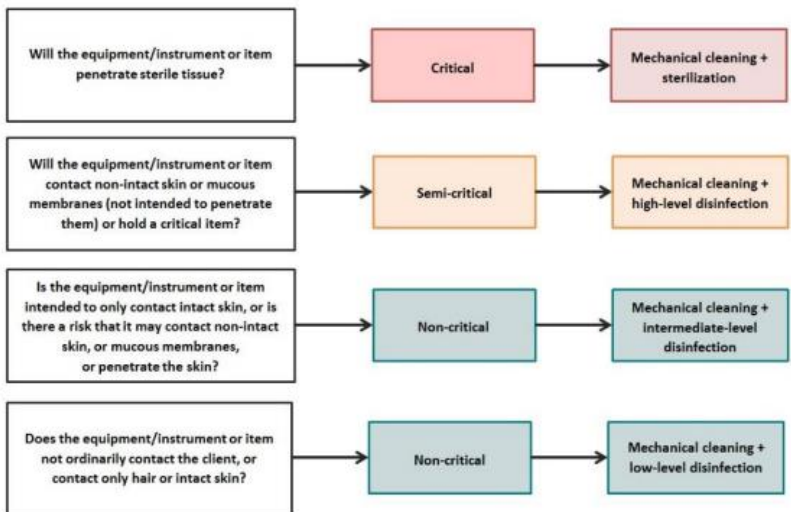 Will the equipment/instrument or item
penetrate sterile tissue?
Critical
Mechanical cleaning +
sterilization
Will the equipment/instrument or item
contact non-intact skin or mucous
membranes (not intended to penetrate
them) or hold a critical item?
Semi-critical
Mechanical cleaning +
high-level disinfection
Is the equipment/instrument or item
intended to only contact intact skin, or is
there a risk that it may contact non-intact
skin, or mucous membranes,
or penetrate the skin?
Non-critical
Mechanical cleaning +
intermediate-level
disinfection
Does the equipment/instrument or item
not ordinarily contact the client, or
contact only hair or intact skin?
Non-critical
Mechanical cleaning +
low-level disinfection